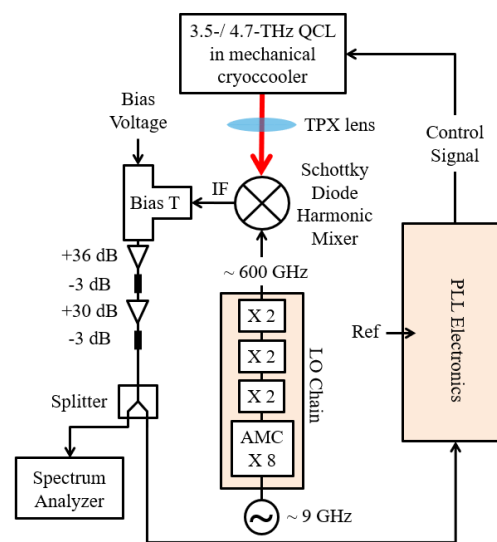 3.5-/ 4.7-THz QCL
in mechanical
cryoccooler
Bias
Voltage
TPX lens
Control
Signal
Bias T
IF
Schottky
Diode
Harmonic
Mixer
+36 dB
-3 dB
+30 dB
-3 dB
~ 600 GHz
X 2
X 2
X 2
AMC
X 8
LO Chain
Ref
PLL Electronics
Splitter
Spectrum
Analyzer
~
~ 9 GHz